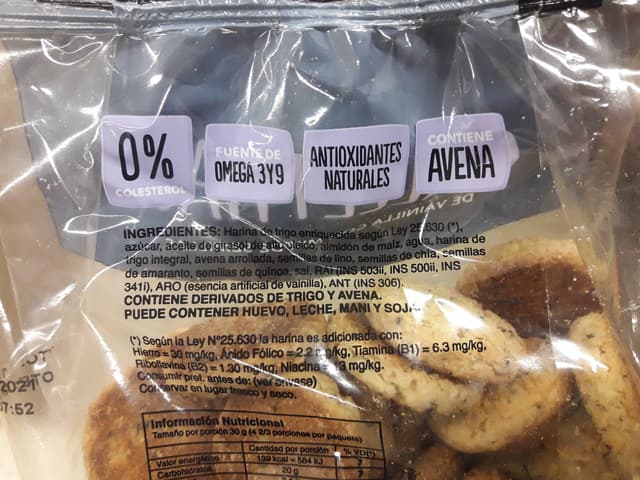 0%
COLESTEROL
FUENTE DE
OMEGA 3Y9
ANTIOXIDANTES
NATURALES
CONTIENE
AVENA
DE VAINILLA
INGREDIENTES: Harina de trigo enriquecida según Ley 25.630 (*),
azúcar, aceite de girasol de alto oleico, almidón de maíz, agua, harina de
trigo integral, avena arrollada, semillas de lino, semillas de chía, semillas
de amaranto, semillas de quinoa, sal, RAI (INS 503ii, INS 500ii, INS
341i), ARO (esencia artificial de vainilla), ANT (INS 306).
CONTIENE DERIVADOS DE TRIGO Y AVENA.
PUEDE CONTENER HUEVO, LECHE, MANI Y SOJA.
(*) Según la Ley Nº25.630 la harina es adicionada con:
Hierro = 30 mg/kg, Ánido Fólico = 2.2 mg/kg, Tiamina (B1) = 6.3 mg/kg,
Riboflavina (B2) = 1.30 mg/kg, Niacina = 13 mg/kg.
Consumir pref. antes de: (ver envase)
Conservar en lugar fresco y seco.
Información Nutricional
Tamaño por porción 30 g (4 2/3 porciones por paquete)
Cantidad por porción % VD(*)
Valor energético 139 kcal = 584 kJ 7
Carbohidratos 20 g 7